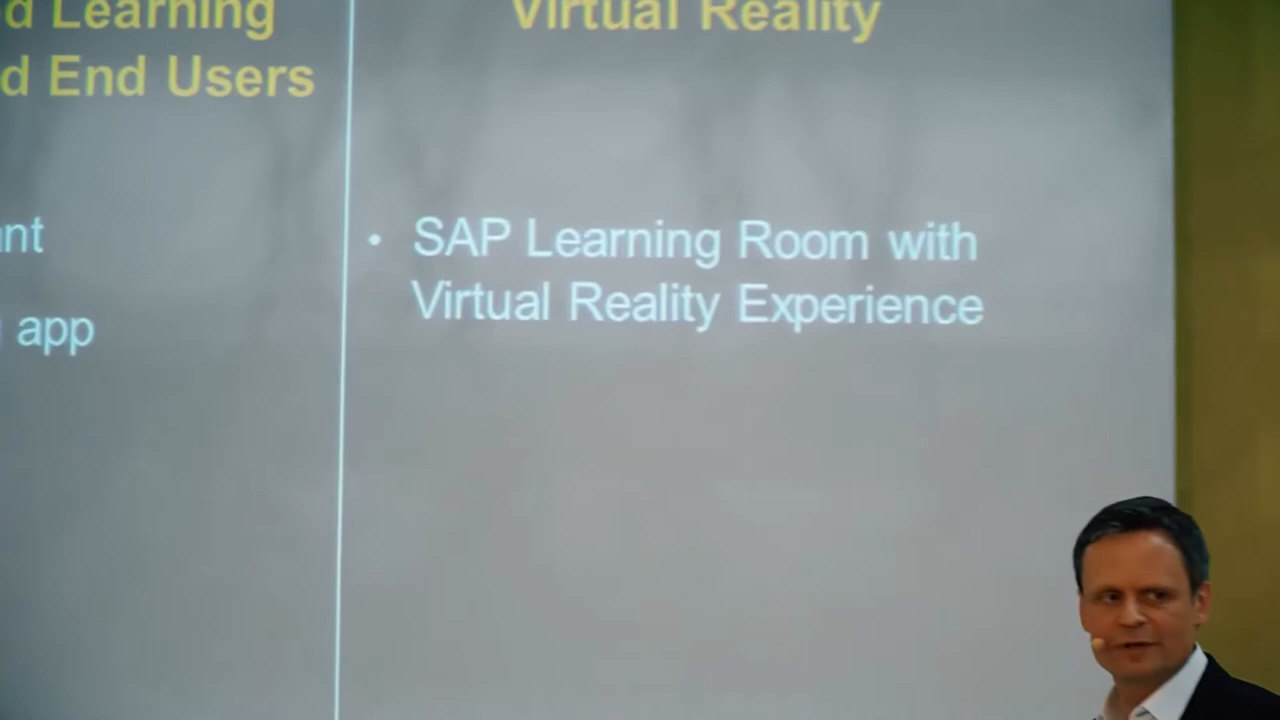 d Learning
d End Users
nt
app
Virtual Reality
• SAP Learning Room with
Virtual Reality Experience